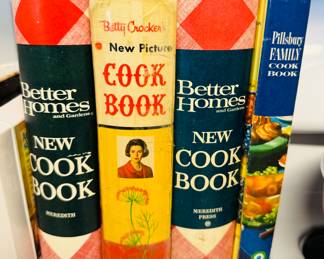 Better
Homes
and Gardens
NEW
COOK
BOOK
MEREDITH
PRESS
Betty Crocker's
New Picture
COOK
BOOK
Better
Homes
and Gardens
NEW
COOK
BOOK
MEREDITH
PRESS
Pillsbury
FAMILY
COOK
BOOK